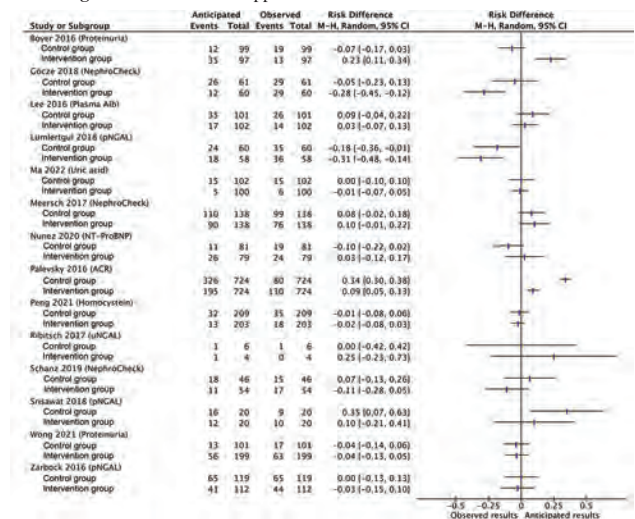 Anticipated Observed Risk Difference Risk Difference
Study or Subgroup Events Total Events Total M-H, Random, 95% CI M-H, Random, 95% CI
Boyer 2016 (Proteinuria)
Control group 12 99 19 99 -0.07 (-0.17, 0.03)
Intervention group 35 97 13 97 0.23 [0.11, 0.34]
Gocze 2018 (NephroCheck)
Control group 26 61 29 61 -0.05 (-0.23, 0.13]
Intervention group 32 60 29 60 -0.28 (-0.45, -0.12)
Lee 2016 (Plasma Alb)
Control group 35 101 26 101 0.09 [-0.04, 0.22]
Intervention group 17 102 14 102 0.03 [-0.07, 0.13]
Lumlertgul 2018 (pNGAL)
Control group 24 60 35 60 -0.18 [-0.36, -0.01]
Intervention group 18 58 36 58 -0.31 [-0.48, -0.14]
Ma 2022 (Uric acid)
Control group 15 102 15 102 0.00 [-0.10, 0.10]
Intervention group 5 100 6 100 -0.01 [-0.07, 0.05]
Meersch 2017 (NephroCheck)
Control group 110 138 99 138 0.08 [-0.02, 0.18]
Intervention group 90 138 76 138 0.10 [-0.01, 0.22]
Nunez 2020 (NT-ProBNP)
Control group 11 81 19 81 -0.10 [-0.22, 0.02]
Intervention group 26 79 24 79 0.03 [-0.12, 0.17]
Palevsky 2016 (ACR)
Control group 326 724 80 724 0.34 [0.30, 0.38]
Intervention group 195 724 130 724 0.09 [0.05, 0.13]
Peng 2021 (Homocystein)
Control group 32 209 35 209 -0.01 [-0.08, 0.06]
Intervention group 13 203 18 203 -0.02 [-0.08, 0.03]
Ribitsch 2017 (uNGAL)
Control group 1 6 1 6 0.00 [-0.42, 0.42]
Intervention group 1 4 0 4 0.25 [-0.23, 0.73]
Schanz 2019 (NephroCheck)
Control group 18 46 15 46 0.07 [-0.13, 0.26]
Intervention group 11 54 17 54 -0.11 [-0.28, 0.05]
Srisawat 2018 (pNGAL)
Control group 16 20 9 20 0.35 [0.07, 0.63]
Intervention group 12 20 10 20 0.10 [-0.21, 0.41]
Wong 2021 (Proteinuria)
Control group 13 101 17 101 -0.04 [-0.14, 0.06]
Intervention group 56 199 63 199 -0.04 [-0.13, 0.05]
Zarbock 2016 (pNGAL)
Control group 65 119 65 119 0.00 [-0.13, 0.13]
Intervention group 41 112 44 112 -0.03 [-0.15, 0.10]
-0.5 -0.25 0 0.25 0.5
Observed results Anticipated results